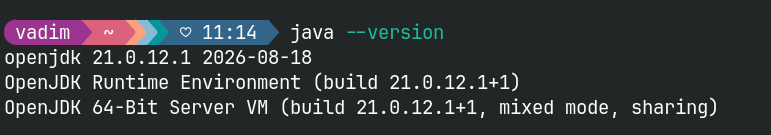 vadim ~ ♡ 11:14 java --version
openjdk 21.0.12.1 2026-08-18
OpenJDK Runtime Environment (build 21.0.12.1+1)
OpenJDK 64-Bit Server VM (build 21.0.12.1+1, mixed mode, sharing)